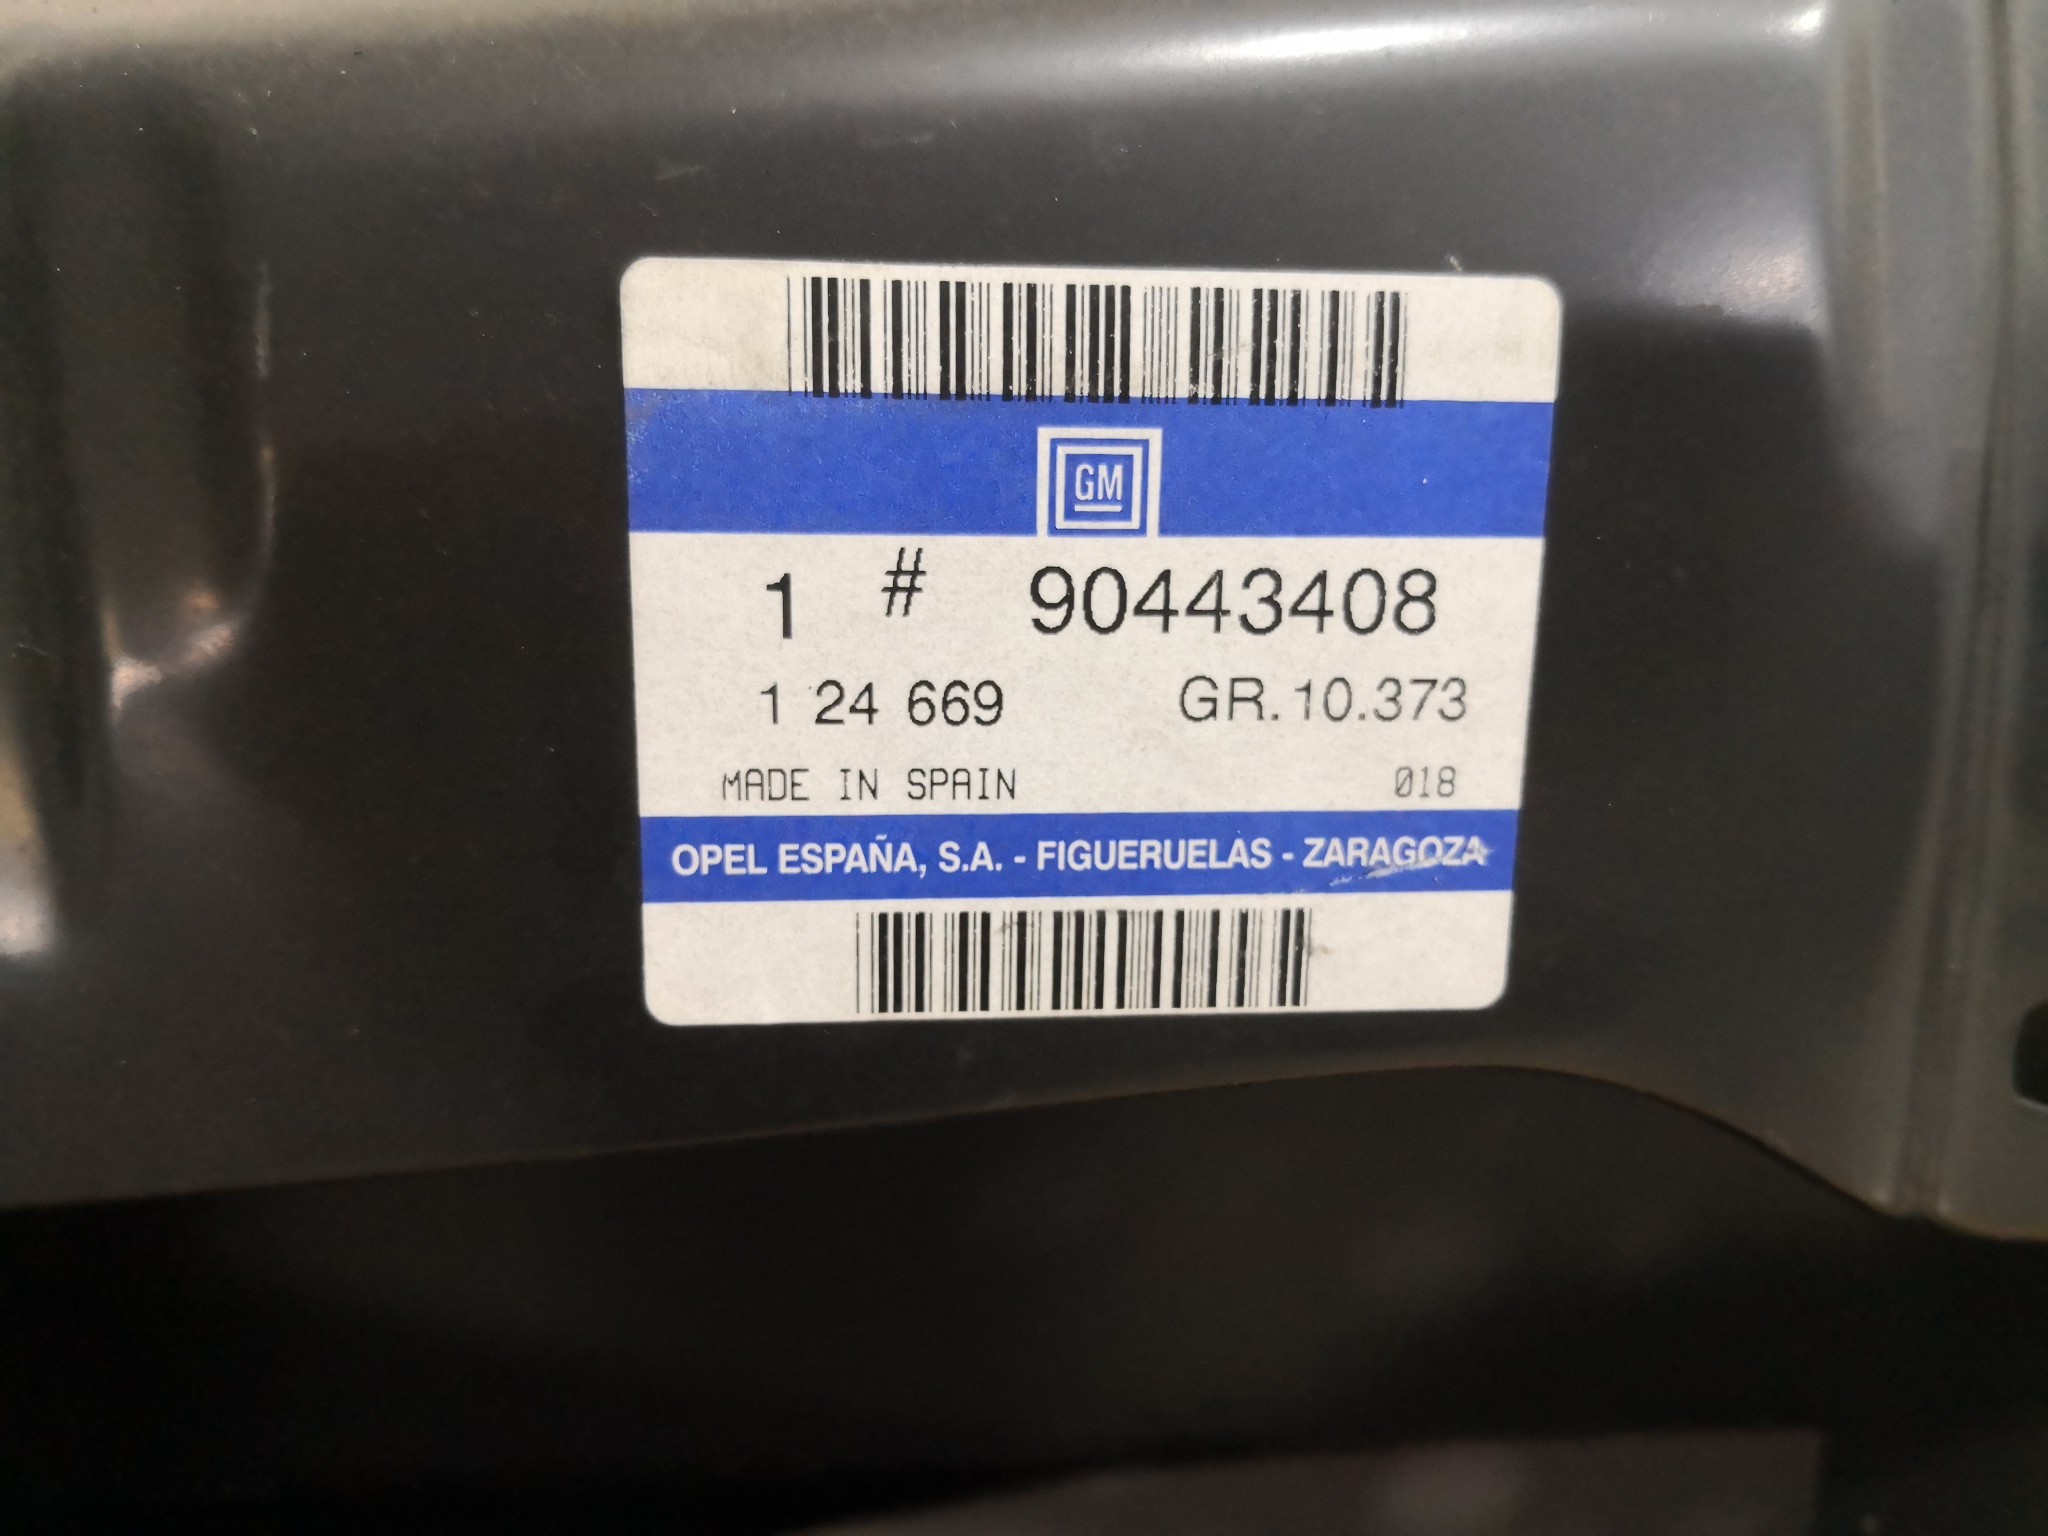 GM
1 # 90443408
1 24 669 GR. 10.373
MADE IN SPAIN 018
OPEL ESPAÑA, S.A. - FIGUERUELAS - ZARAGOZA